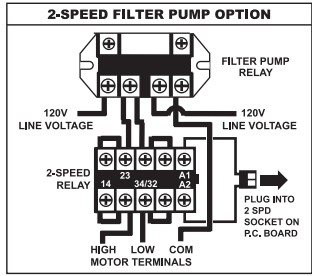 2-SPEED FILTER PUMP OPTION
FILTER PUMP
RELAY
120V
LINE VOLTAGE
120V
LINE VOLTAGE
2-SPEED
RELAY
23
14
34/32
A1
A2
PLUG INTO
2 SPD
SOCKET ON
P.C. BOARD
HIGH LOW COM
MOTOR TERMINALS